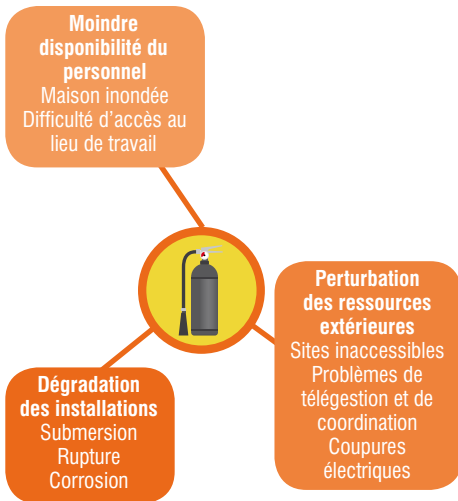 Moindre
disponibilité du
personnel
Maison inondée
Difficulté d'accès au
lieu de travail
Perturbation
des ressources
extérieures
Sites inaccessibles
Problèmes de
télégestion et de
coordination
Coupures
électriques
Dégradation
des installations
Submersion
Rupture
Corrosion